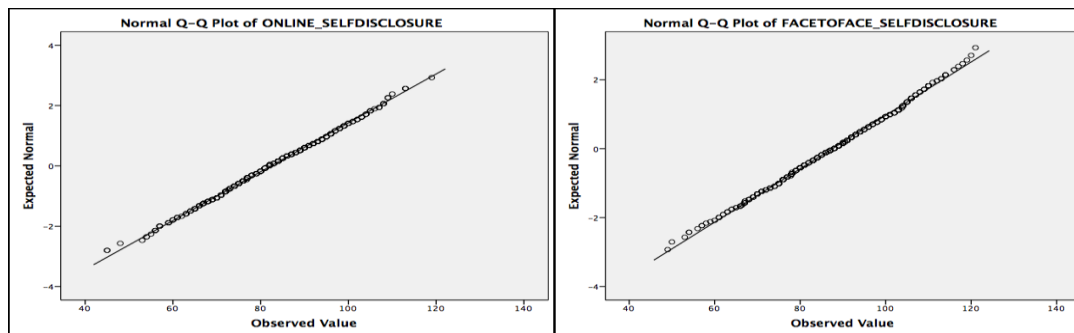 Normal Q-Q Plot of ONLINE_SELFDISCLOSURE
Expected Normal
4
2
0
-2
-4
40 60 80 100 120 140
Observed Value
Normal Q-Q Plot of FACETOFACE_SELFDISCLOSURE
Expected Normal
2
0
-2
-4
40 60 80 100 120 140
Observed Value